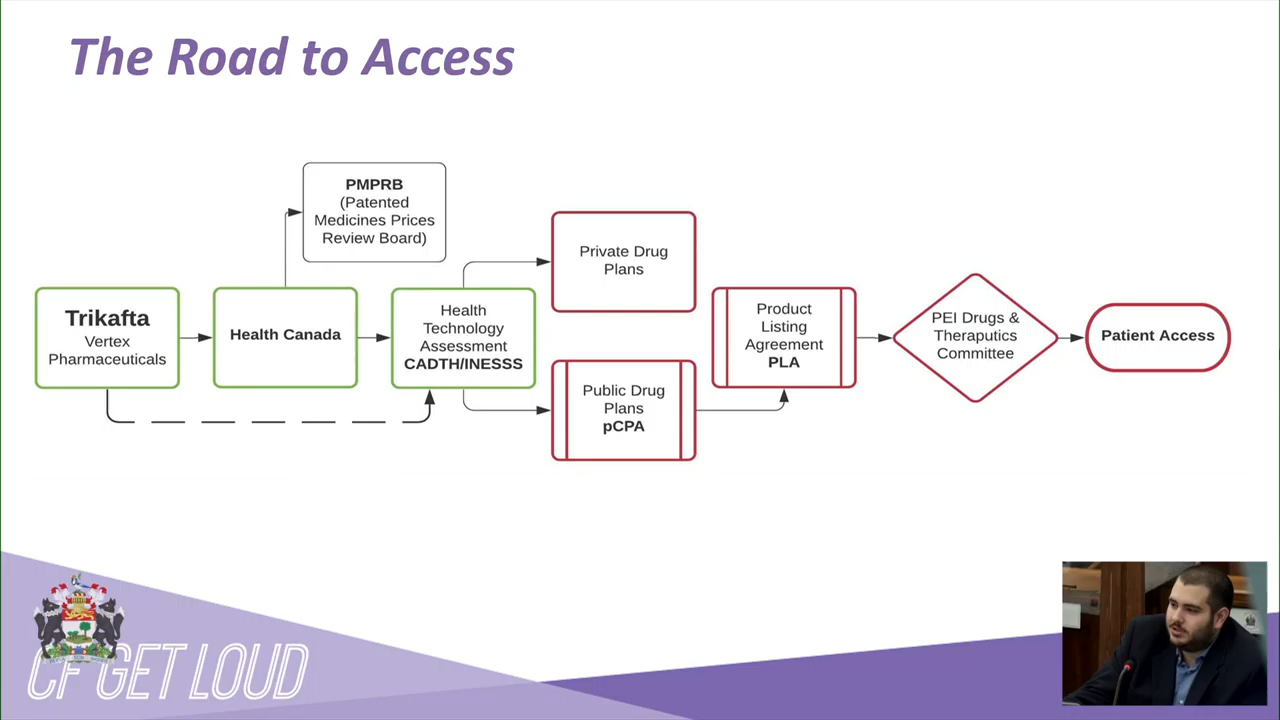 The Road to Access
PMPRB
(Patented
Medicines Prices
Review Board)
Trikafta
Vertex
Pharmaceuticals
Health Canada
Health
Technology
Assessment
CADTH/INESSS
Private Drug
Plans
Public Drug
Plans
pCPA
Product
Listing
Agreement
PLA
PEI Drugs &
Theraputics
Committee
Patient Access
CF GET LOUD